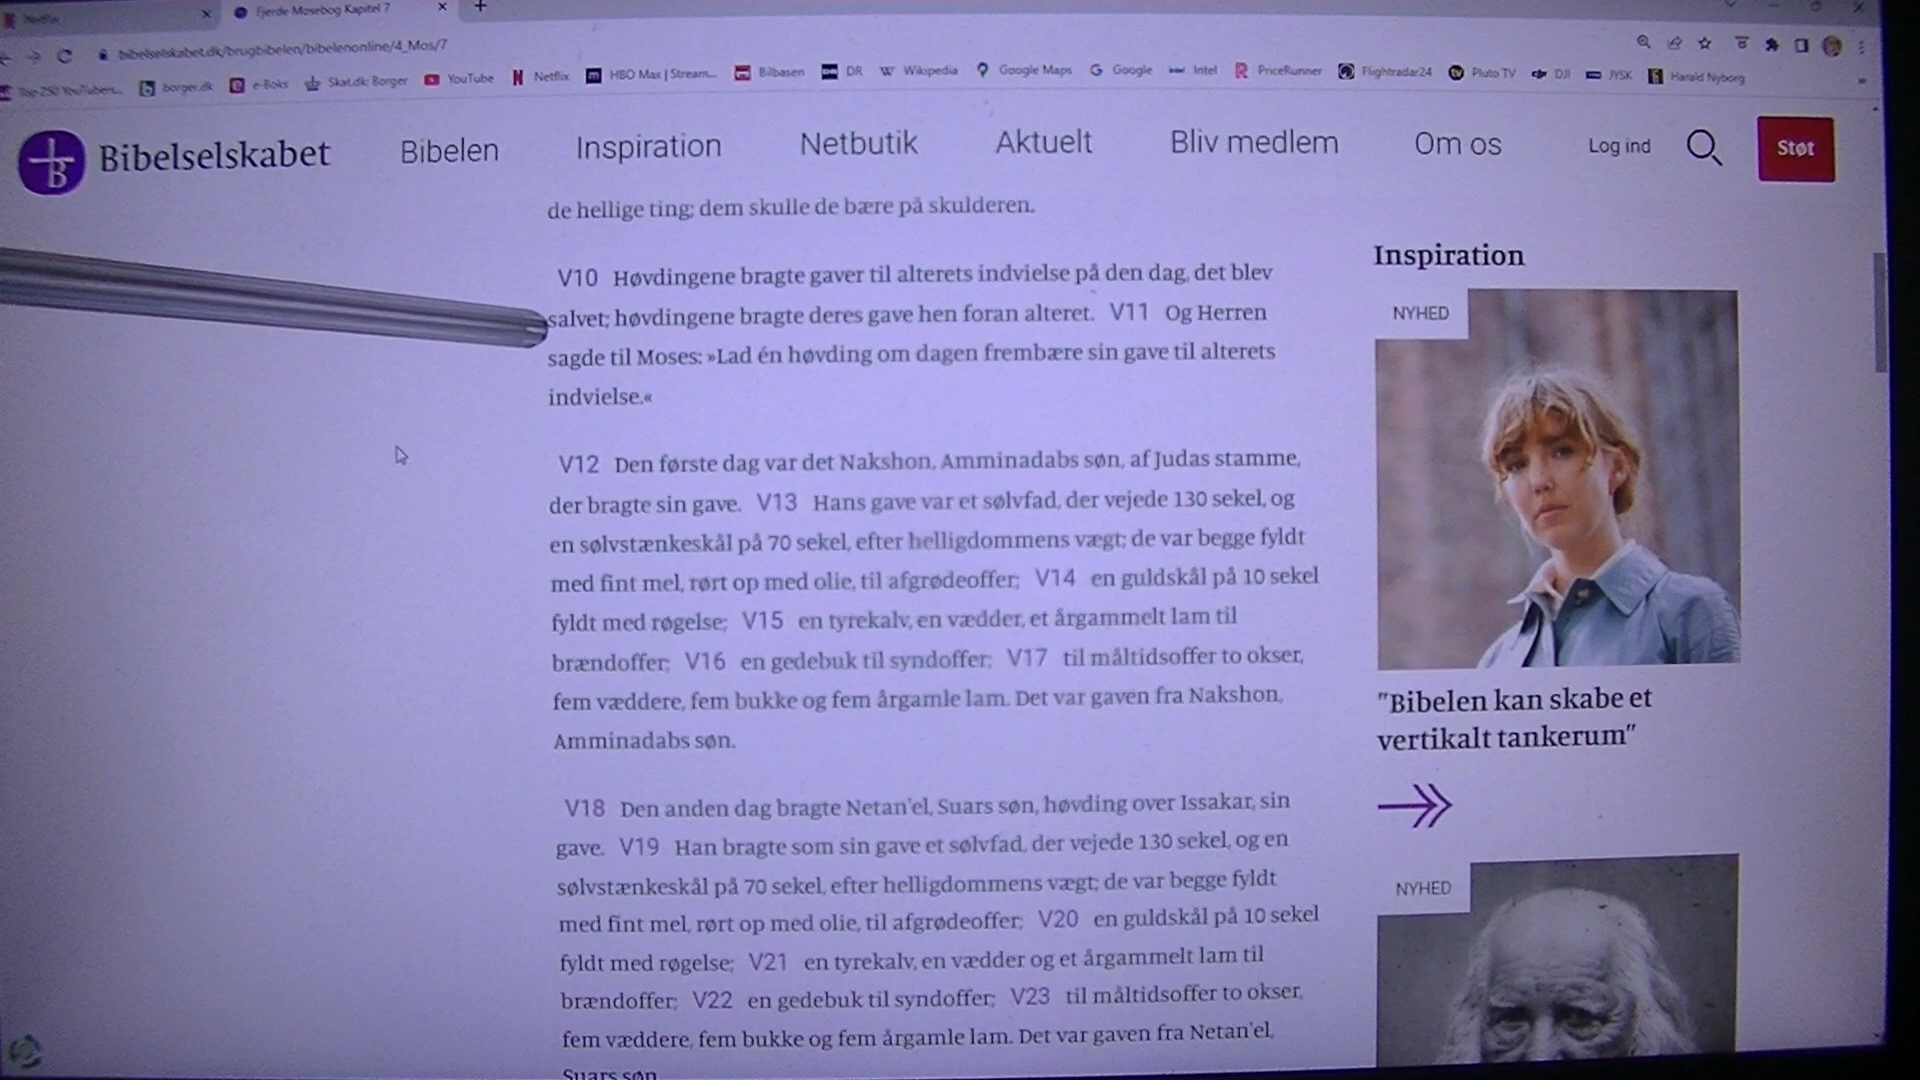 Netflix
Fjerde Mosebog Kapitel 7
bibelselskabet.dk/brugbibelen/bibelenonline/4_Mos/7
Top 250 YouTubers...
borger.dk
e-Boks
Skat.dk: Borger
YouTube
Netflix
HBO Max | Stream...
Bilbasen
DR
Wikipedia
Google Maps
Google
Intel
PriceRunner
Flightradar24
Pluto TV
DJI
JYSK
Harald Nyborg
Bibelselskabet
Bibelen
Inspiration
Netbutik
Aktuelt
Bliv medlem
Om os
Log ind
Støt
de hellige ting; dem skulle de bære på skulderen.
V10 Høvdingene bragte gaver til alterets indvielse på den dag, det blev
salvet; høvdingene bragte deres gave hen foran alteret. V11 Og Herren
sagde til Moses: »Lad én høvding om dagen frembære sin gave til alterets
indvielse.«
V12 Den første dag var det Nakshon, Amminadabs søn, af Judas stamme,
der bragte sin gave. V13 Hans gave var et sølvfad, der vejede 130 sekel, og
en sølvstænkeskål på 70 sekel, efter helligdommens vægt; de var begge fyldt
med fint mel, rørt op med olie, til afgrødeoffer; V14 en guldskål på 10 sekel
fyldt med røgelse; V15 en tyrekalv, en vædder, et årgammelt lam til
brændoffer; V16 en gedebuk til syndoffer; V17 til måltidsoffer to okser,
fem væddere, fem bukke og fem årgamle lam. Det var gaven fra Nakshon,
Amminadabs søn.
V18 Den anden dag bragte Netan'el, Suars søn, høvding over Issakar, sin
gave. V19 Han bragte som sin gave et sølvfad, der vejede 130 sekel, og en
sølvstænkeskål på 70 sekel, efter helligdommens vægt; de var begge fyldt
med fint mel, rørt op med olie, til afgrødeoffer; V20 en guldskål på 10 sekel
fyldt med røgelse; V21 en tyrekalv, en vædder og et årgammelt lam til
brændoffer; V22 en gedebuk til syndoffer; V23 til måltidsoffer to okser,
fem væddere, fem bukke og fem årgamle lam. Det var gaven fra Netan'el,
Suars søn
Inspiration
NYHED
"Bibelen kan skabe et
vertikalt tankerum"
NYHED